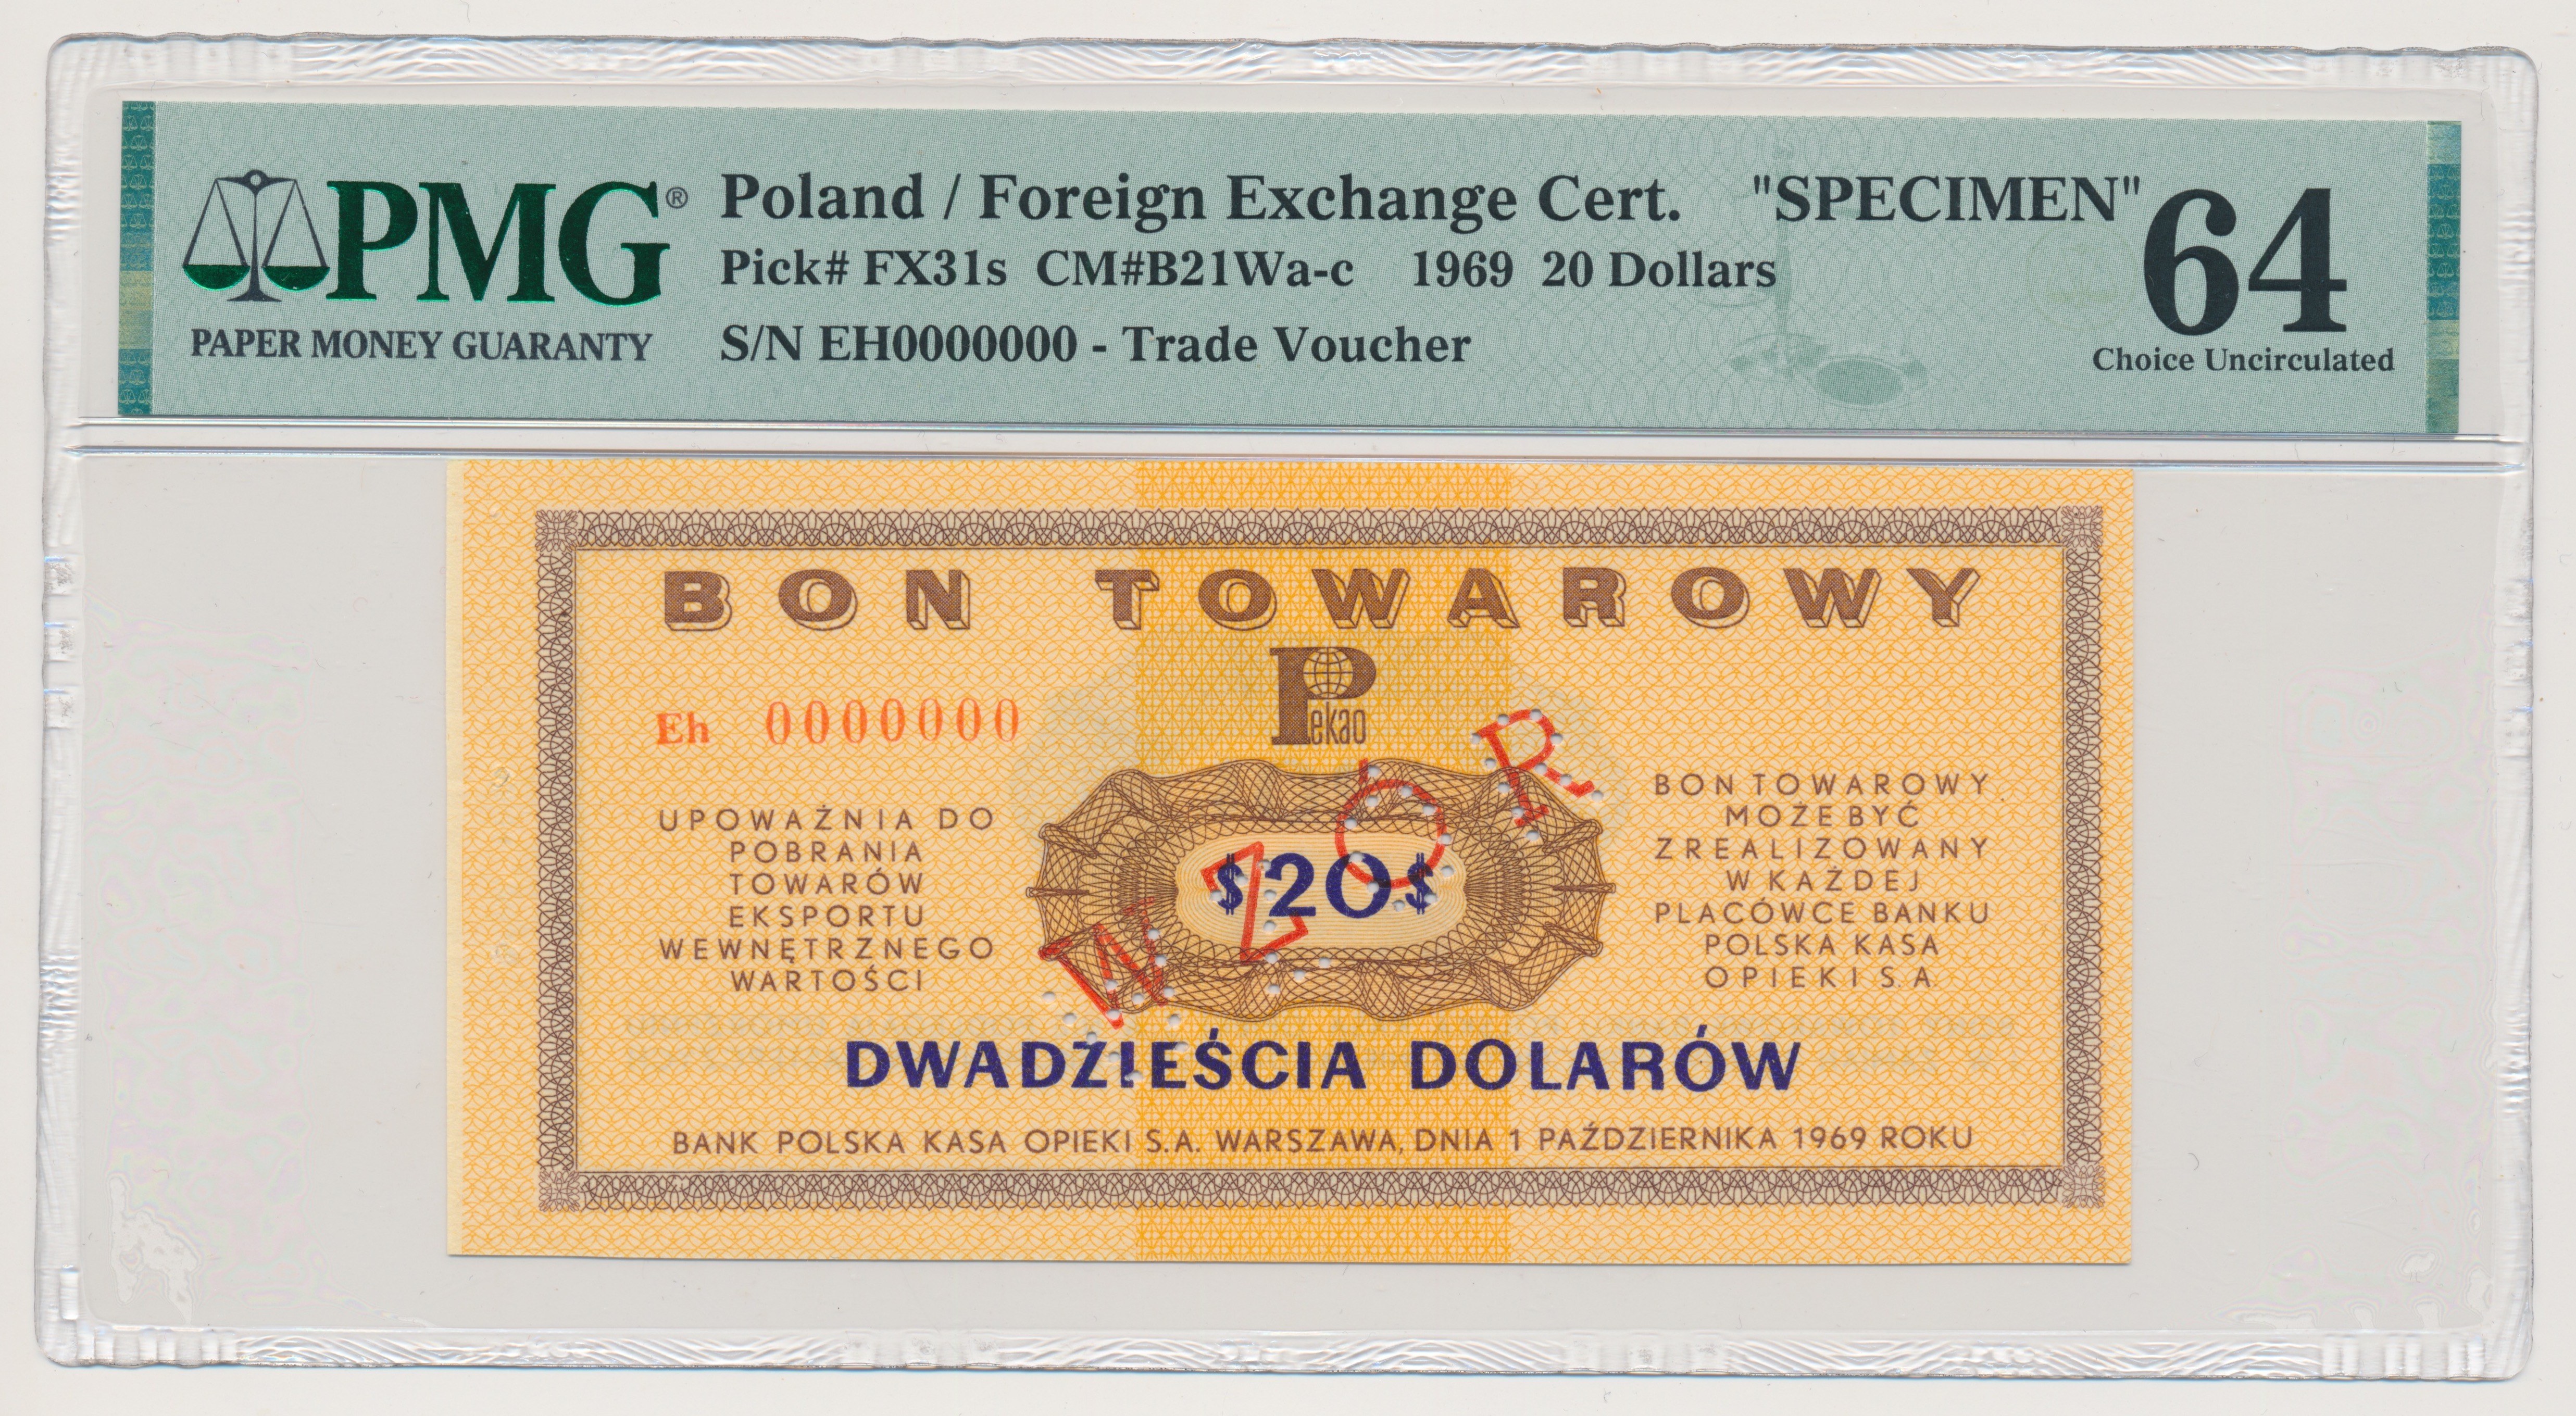 PMG®
PAPER MONEY GUARANTY
Poland / Foreign Exchange Cert. "SPECIMEN"
Pick# FX31s CM#B21Wa-c 1969 20 Dollars
S/N EH0000000 - Trade Voucher
64
Choice Uncirculated
BON TOWAROWY
Pekao
Eh 0000000
UPOWAŻNIA DO
POBRANIA
TOWARÓW
EKSPORTU
WEWNĘTRZNEGO
WARTOŚCI
$20$
WZÓR
BON TOWAROWY
MOŻE BYĆ
ZREALIZOWANY
W KAŻDEJ
PLACÓWCE BANKU
POLSKA KASA
OPIEKI S.A.
DWADZIEŚCIA DOLARÓW
BANK POLSKA KASA OPIEKI S.A. WARSZAWA, DNIA 1 PAŹDZIERNIKA 1969 ROKU